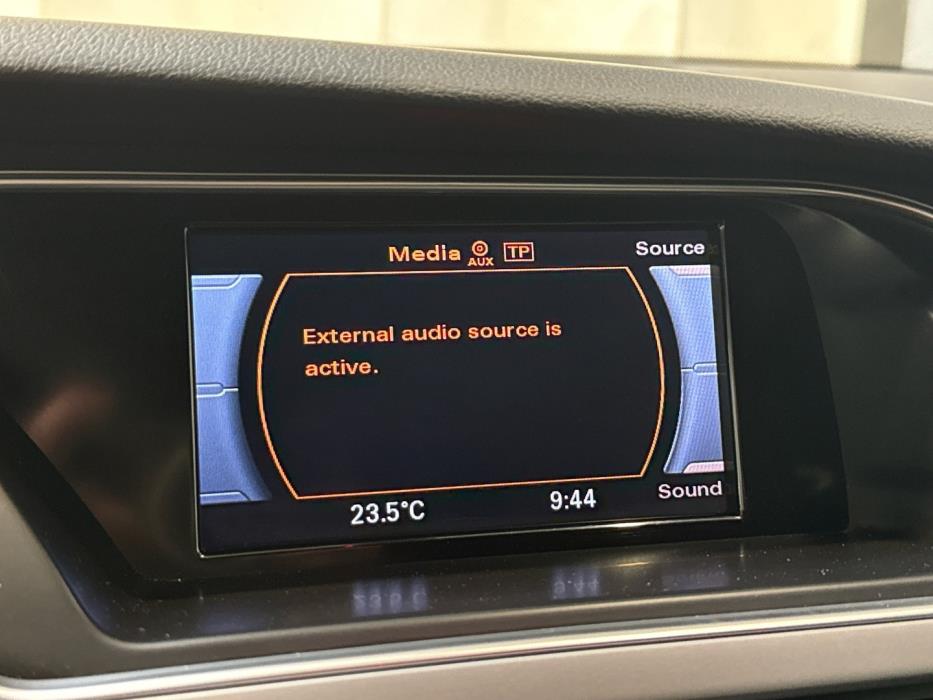 Media AUX TP Source
External audio source is
active.
23.5°C 9:44 Sound